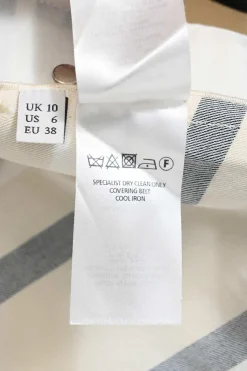 UK 10
US 6
EU 38
F
SPECIALIST DRY CLEAN ONLY
COVERING BELT
COOL IRON